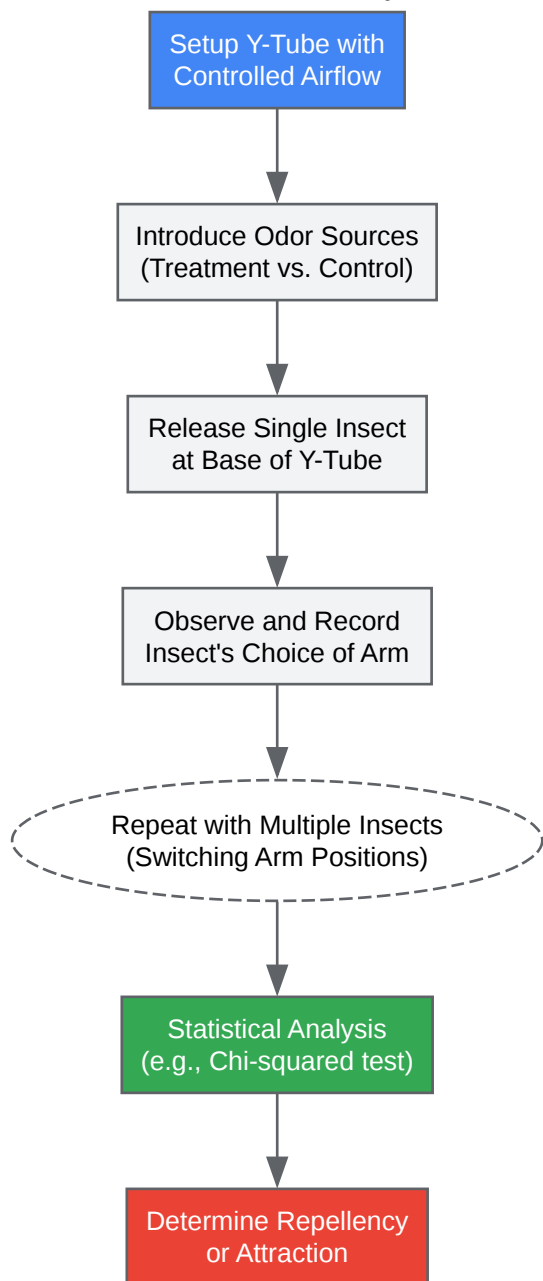 Setup Y-Tube with
Controlled Airflow
Introduce Odor Sources
(Treatment vs. Control)
Release Single Insect
at Base of Y-Tube
Observe and Record
Insect's Choice of Arm
Repeat with Multiple Insects
(Switching Arm Positions)
Statistical Analysis
(e.g., Chi-squared test)
Determine Repellency
or Attraction